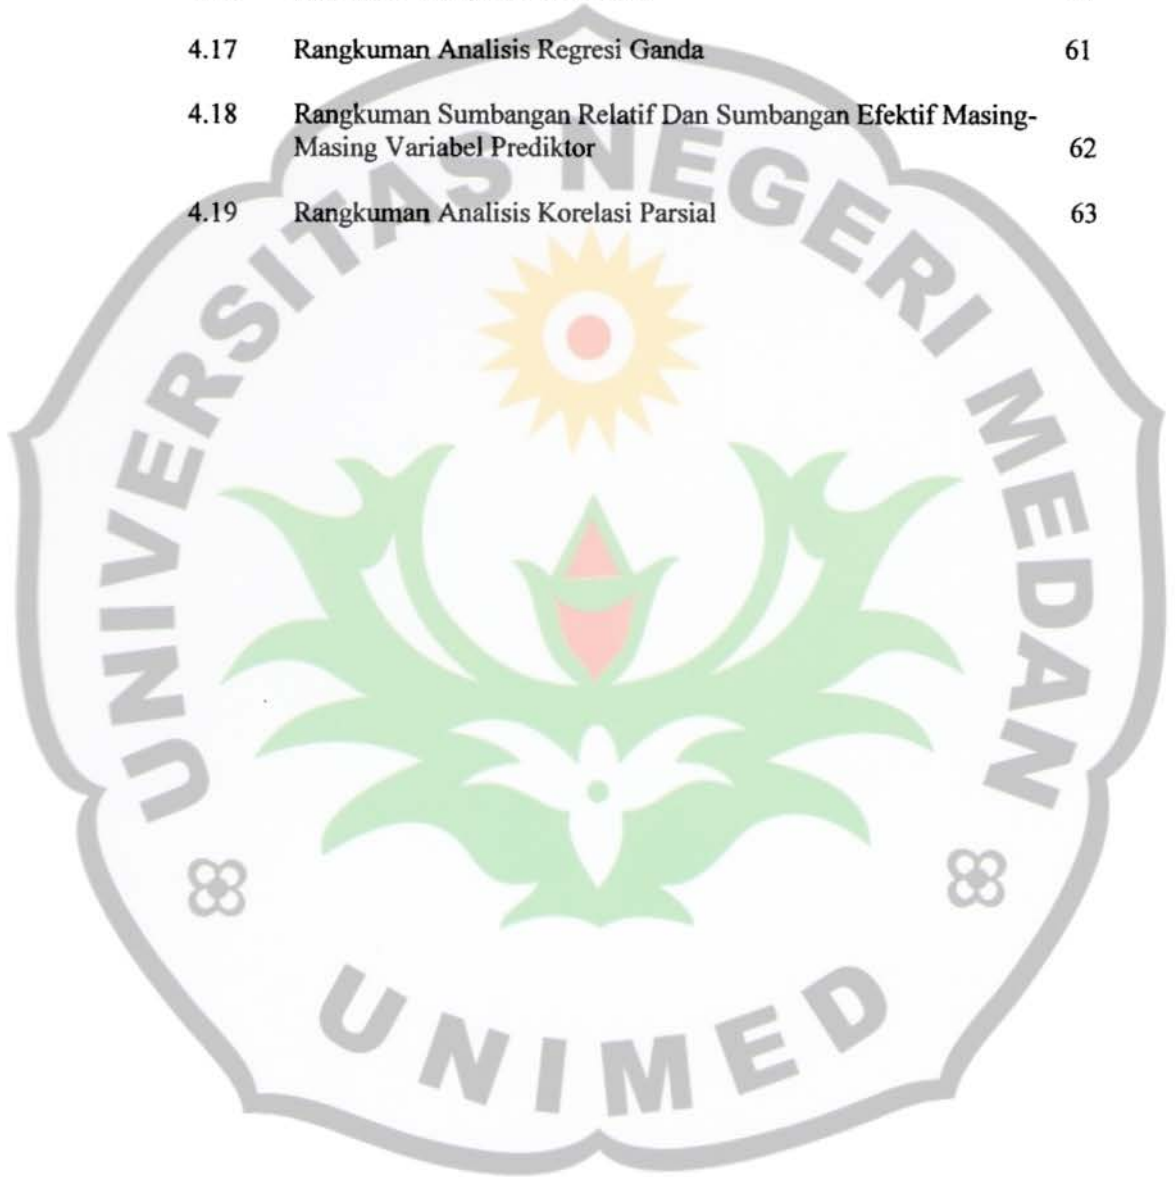 4.17 Rangkuman Analisis Regresi Ganda 61
4.18 Rangkuman Sumbangan Relatif Dan Sumbangan Efektif Masing-
Masing Variabel Prediktor 62
4.19 Rangkuman Analisis Korelasi Parsial 63
UNIVERSITAS NEGERI MEDAN
UNIMED